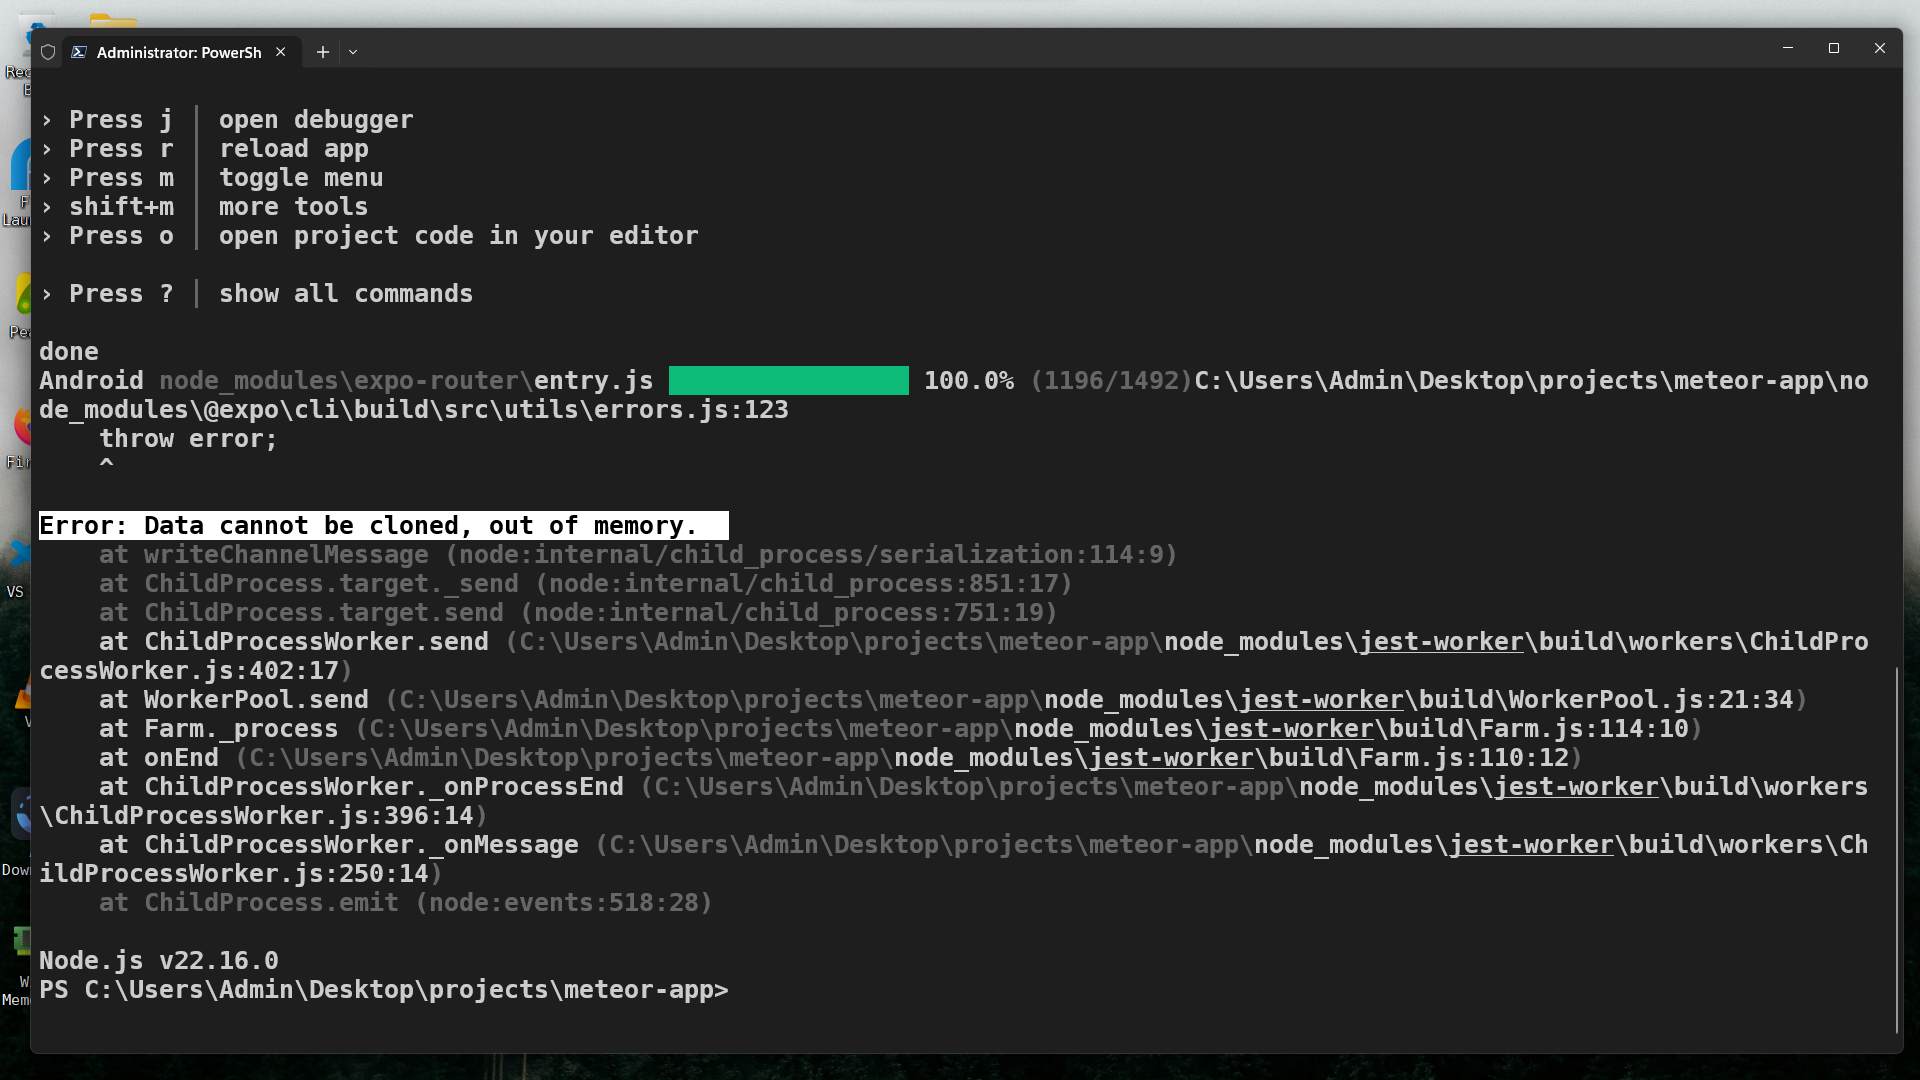 Administrator: PowerSh
› Press j │ open debugger
› Press r │ reload app
› Press m │ toggle menu
› shift+m │ more tools
› Press o │ open project code in your editor
› Press ? │ show all commands
done
Android node_modules\expo-router\entry.js 100.0% (1196/1492)C:\Users\Admin\Desktop\projects\meteor-app\no
de_modules\@expo\cli\build\src\utils\errors.js:123
throw error;
^
Error: Data cannot be cloned, out of memory.
at writeChannelMessage (node:internal/child_process/serialization:114:9)
at ChildProcess.target._send (node:internal/child_process:851:17)
at ChildProcess.target.send (node:internal/child_process:751:19)
at ChildProcessWorker.send (C:\Users\Admin\Desktop\projects\meteor-app\node_modules\jest-worker\build\workers\ChildPro
cessWorker.js:402:17)
at WorkerPool.send (C:\Users\Admin\Desktop\projects\meteor-app\node_modules\jest-worker\build\WorkerPool.js:21:34)
at Farm._process (C:\Users\Admin\Desktop\projects\meteor-app\node_modules\jest-worker\build\Farm.js:114:10)
at onEnd (C:\Users\Admin\Desktop\projects\meteor-app\node_modules\jest-worker\build\Farm.js:110:12)
at ChildProcessWorker._onProcessEnd (C:\Users\Admin\Desktop\projects\meteor-app\node_modules\jest-worker\build\workers
\ChildProcessWorker.js:396:14)
at ChildProcessWorker._onMessage (C:\Users\Admin\Desktop\projects\meteor-app\node_modules\jest-worker\build\workers\Ch
ildProcessWorker.js:250:14)
at ChildProcess.emit (node:events:518:28)
Node.js v22.16.0
PS C:\Users\Admin\Desktop\projects\meteor-app>
VS